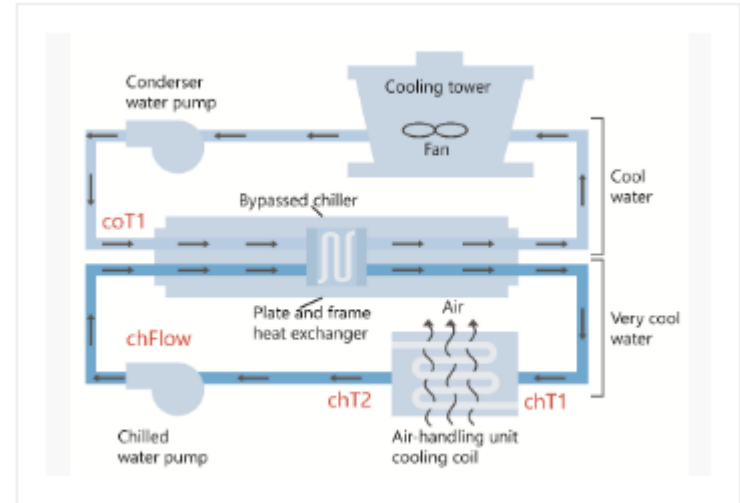 Conderser
water pump
Cooling tower
Fan
Cool
water
coT1
Bypassed chiller
Plate and frame
heat exchanger
Air
Very cool
water
chFlow
chT2
chT1
Chilled
water pump
Air-handling unit
cooling coil